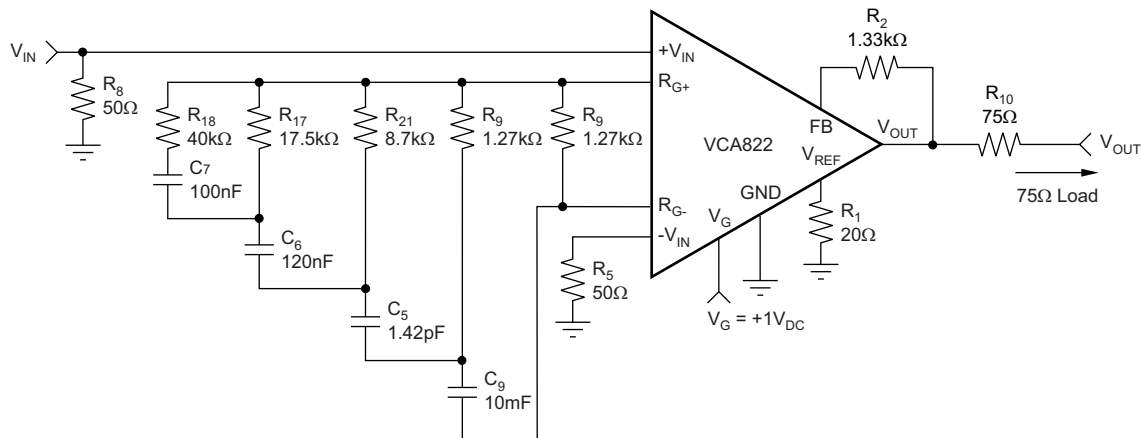 V_IN
R_8
50Ω
R_18
40kΩ
C_7
100nF
R_17
17.5kΩ
C_6
120nF
R_21
8.7kΩ
C_5
1.42pF
R_9
1.27kΩ
C_9
10mF
R_9
1.27kΩ
R_5
50Ω
+V_IN
R_G+
R_G-
-V_IN
VCA822
FB
V_OUT
V_REF
GND
V_G
R_2
1.33kΩ
R_1
20Ω
V_G = +1V_DC
R_10
75Ω
V_OUT
75Ω Load